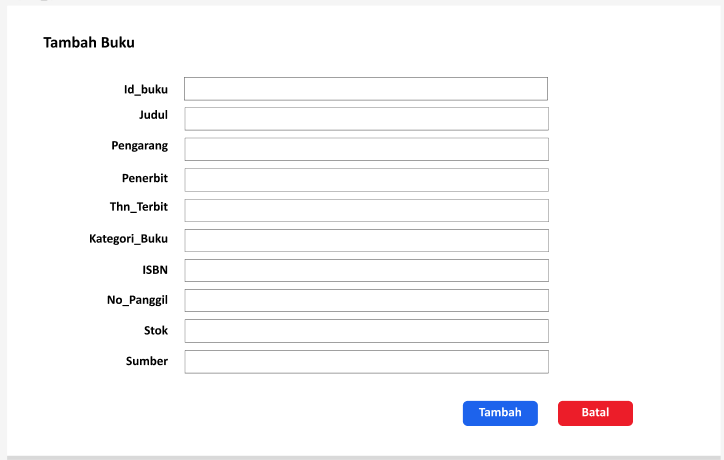 Tambah Buku
Id_buku
Judul
Pengarang
Penerbit
Thn_Terbit
Kategori_Buku
ISBN
No_Panggil
Stok
Sumber
Tambah Batal